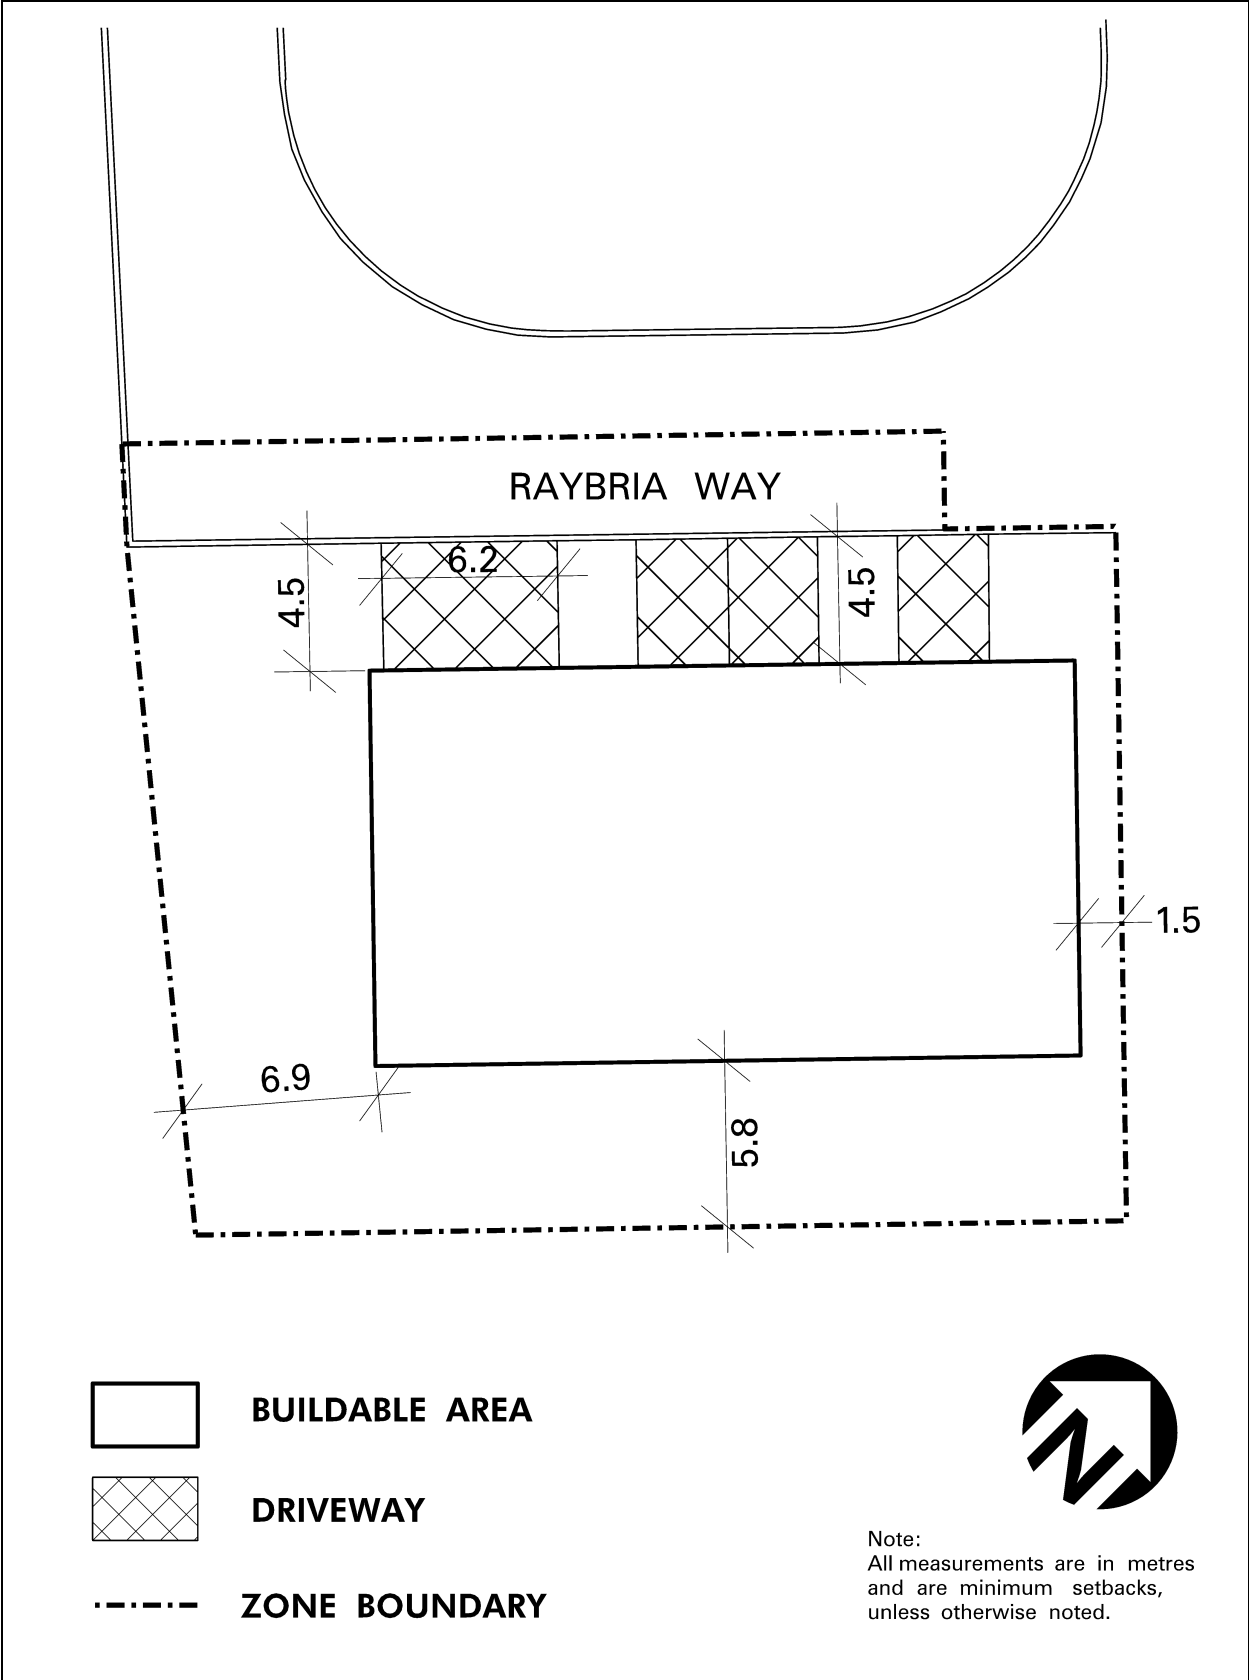 RAYBRIA WAY
6.2
4.5
4.5
1.5
6.9
5.8
BUILDABLE AREA
DRIVEWAY
ZONE BOUNDARY
N
Note:
All measurements are in metres
and are minimum setbacks,
unless otherwise noted.